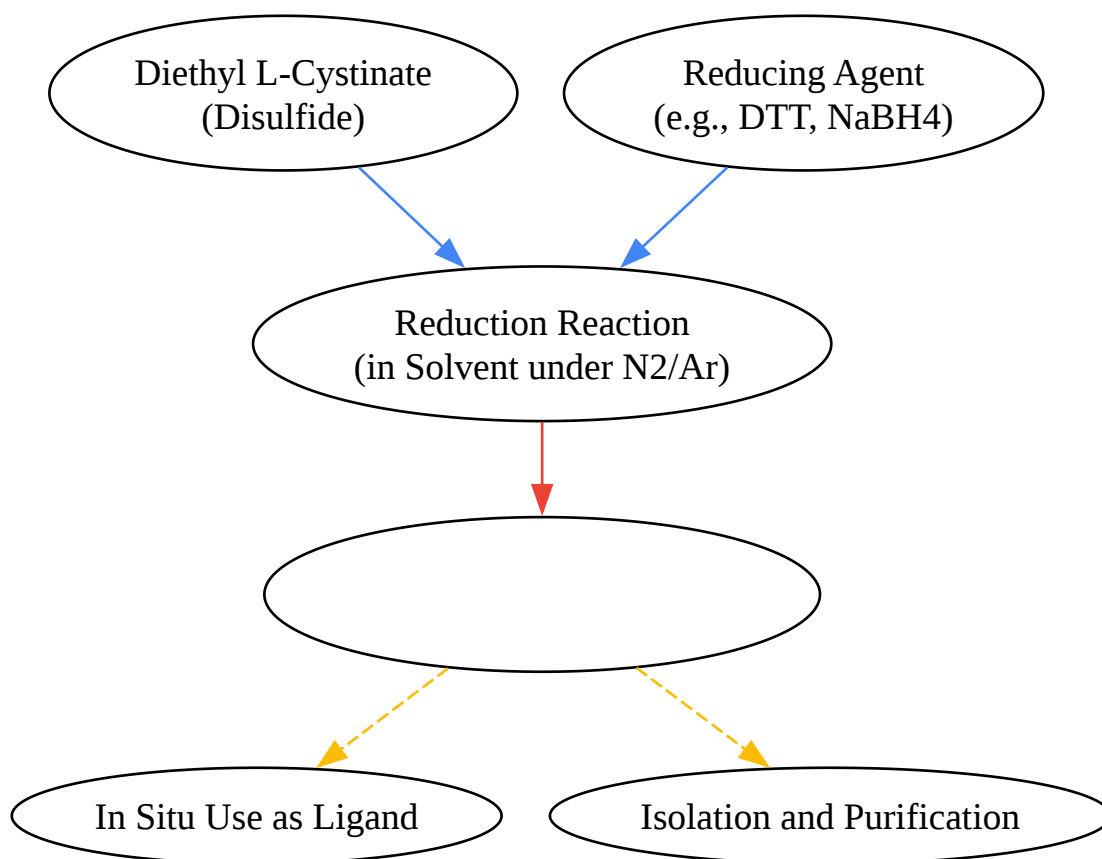 Diethyl L-Cystinate
(Disulfide)
Reducing Agent
(e.g., DTT, NaBH4)
Reduction Reaction
(in Solvent under N2/Ar)
In Situ Use as Ligand
Isolation and Purification